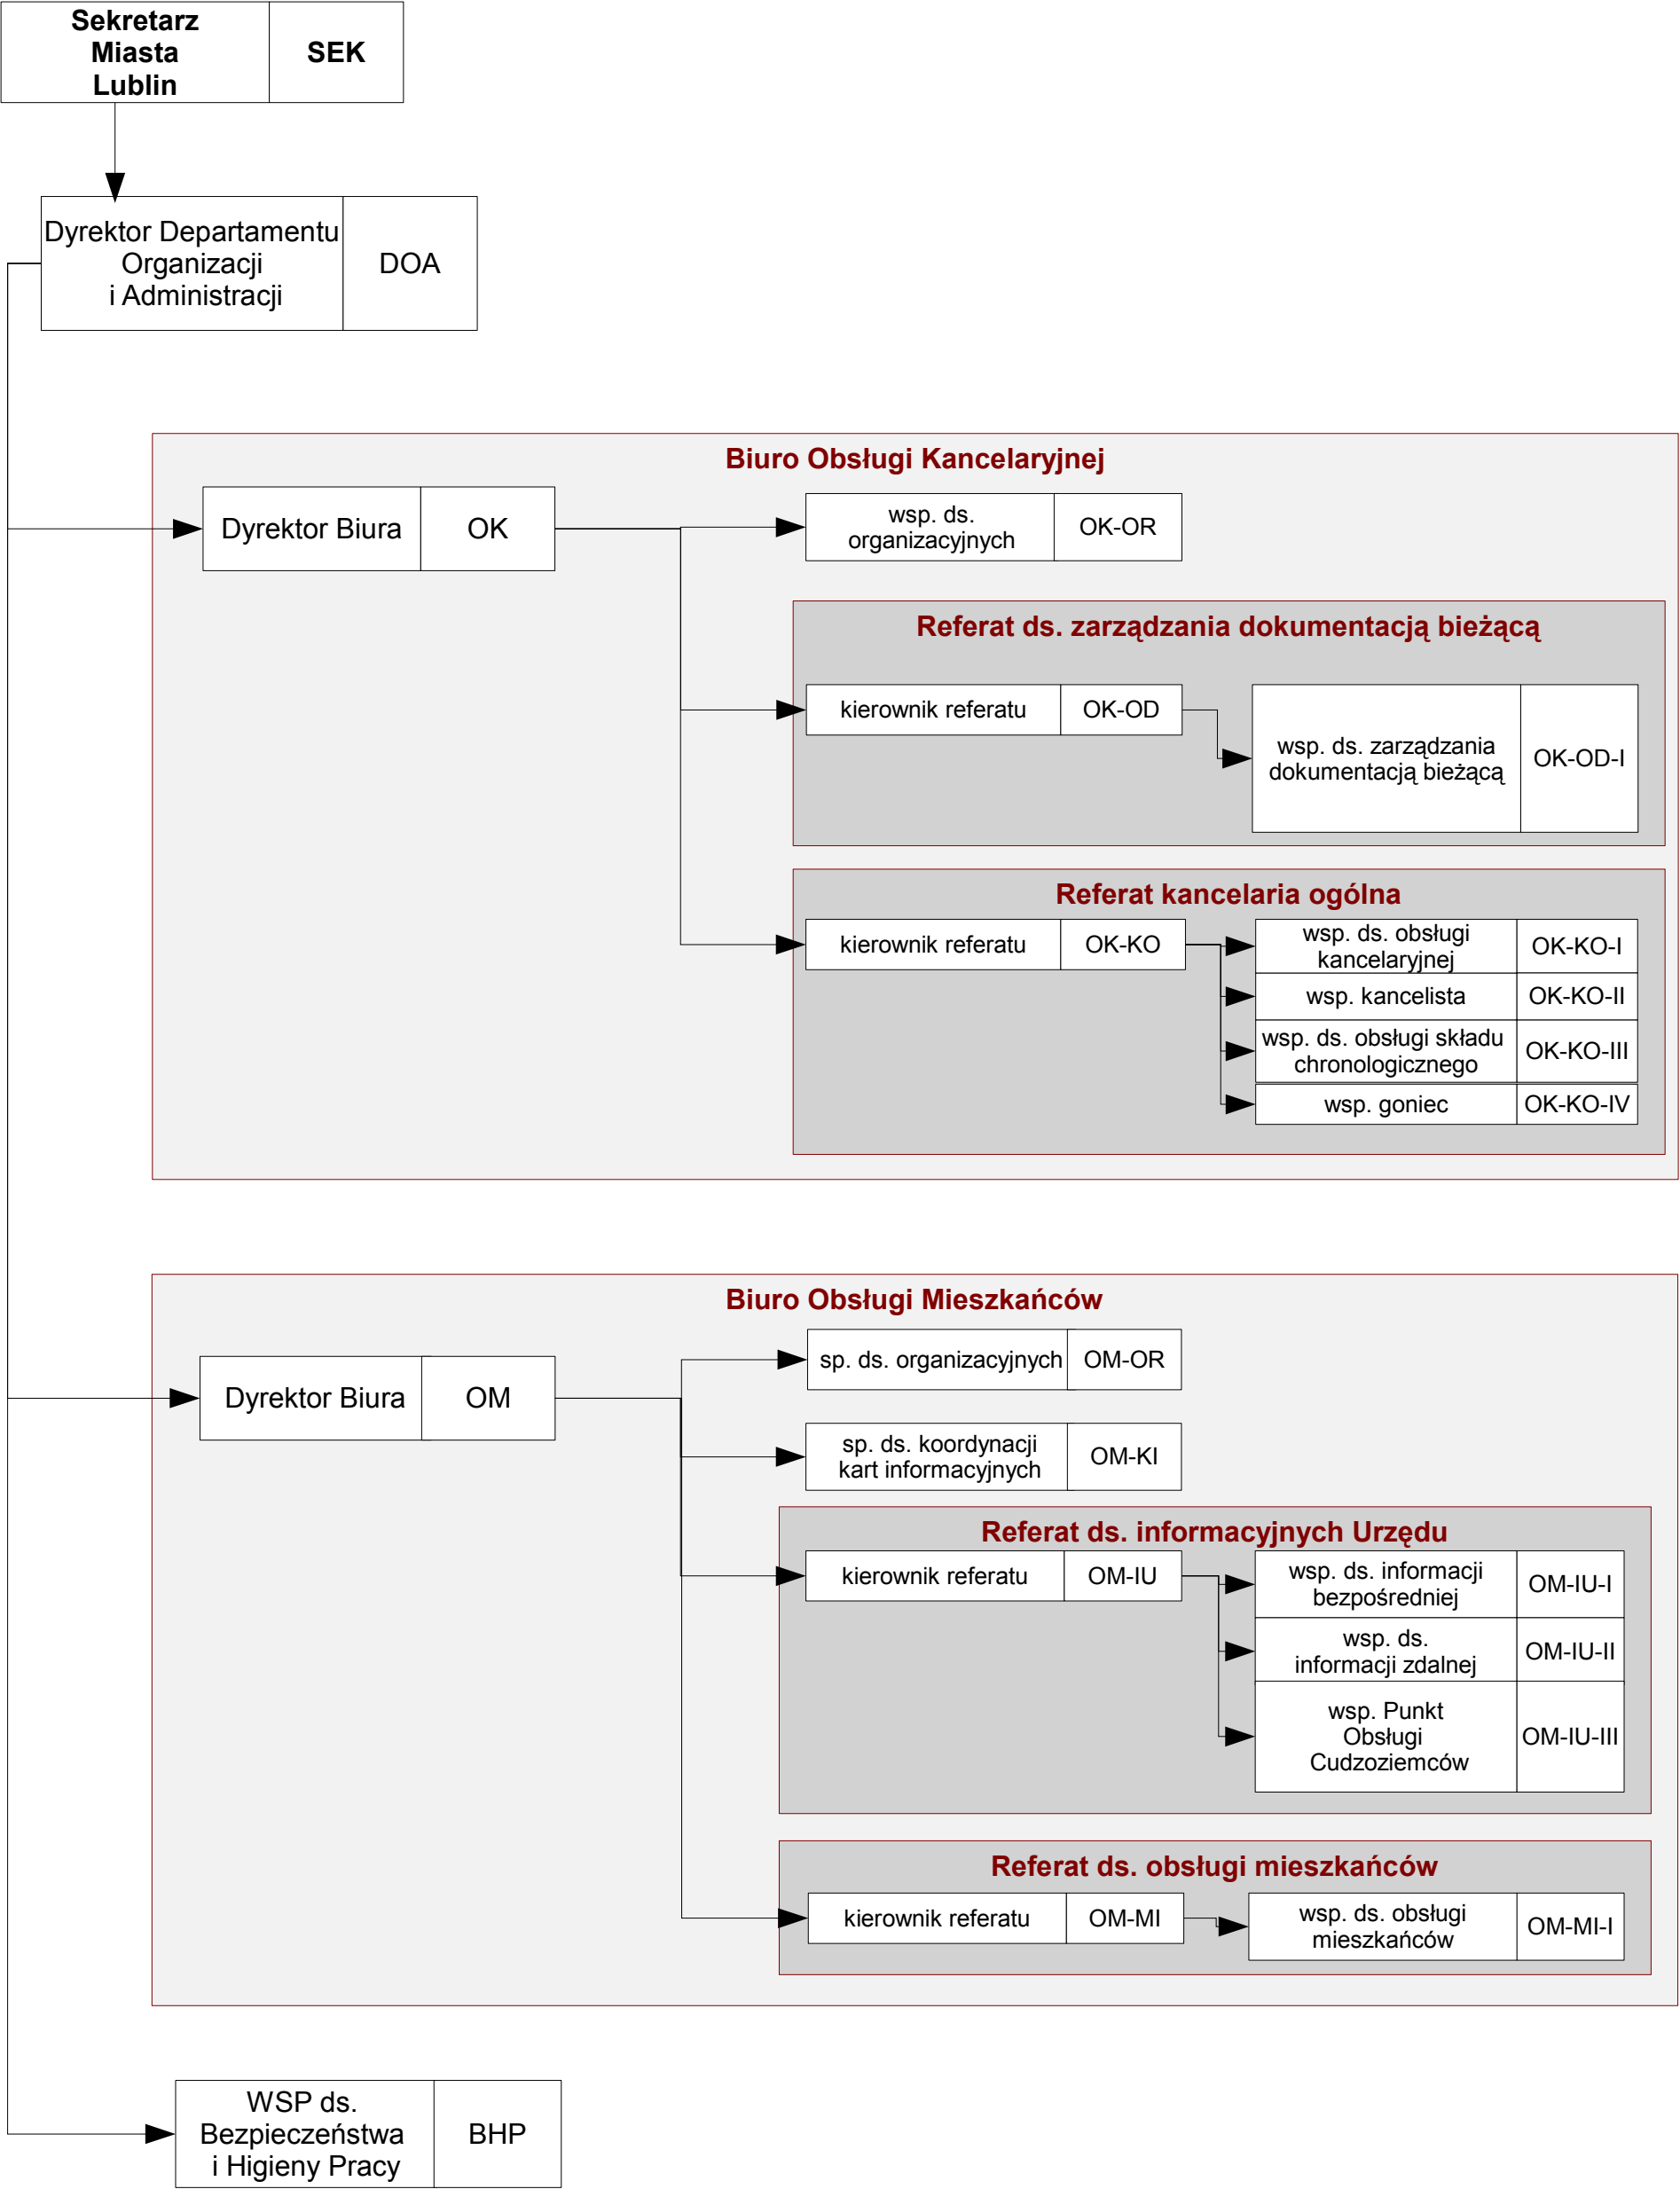 Sekretarz
Miasta
Lublin
SEK
Dyrektor Departamentu
Organizacji
i Administracji
DOA
Biuro Obsługi Kancelaryjnej
Dyrektor Biura
OK
wsp. ds.
organizacyjnych
OK-OR
Referat ds. zarządzania dokumentacją bieżącą
kierownik referatu
OK-OD
wsp. ds. zarządzania
dokumentacją bieżącą
OK-OD-I
Referat kancelaria ogólna
kierownik referatu
OK-KO
wsp. ds. obsługi
kancelaryjnej
OK-KO-I
wsp. kancelista
OK-KO-II
wsp. ds. obsługi składu
chronologicznego
OK-KO-III
wsp. goniec
OK-KO-IV
Biuro Obsługi Mieszkańców
Dyrektor Biura
OM
sp. ds. organizacyjnych
OM-OR
sp. ds. koordynacji
kart informacyjnych
OM-KI
Referat ds. informacyjnych Urzędu
kierownik referatu
OM-IU
wsp. ds. informacji
bezpośredniej
OM-IU-I
wsp. ds.
informacji zdalnej
OM-IU-II
wsp. Punkt
Obsługi
Cudzoziemców
OM-IU-III
Referat ds. obsługi mieszkańców
kierownik referatu
OM-MI
wsp. ds. obsługi
mieszkańców
OM-MI-I
WSP ds.
Bezpieczeństwa
i Higieny Pracy
BHP